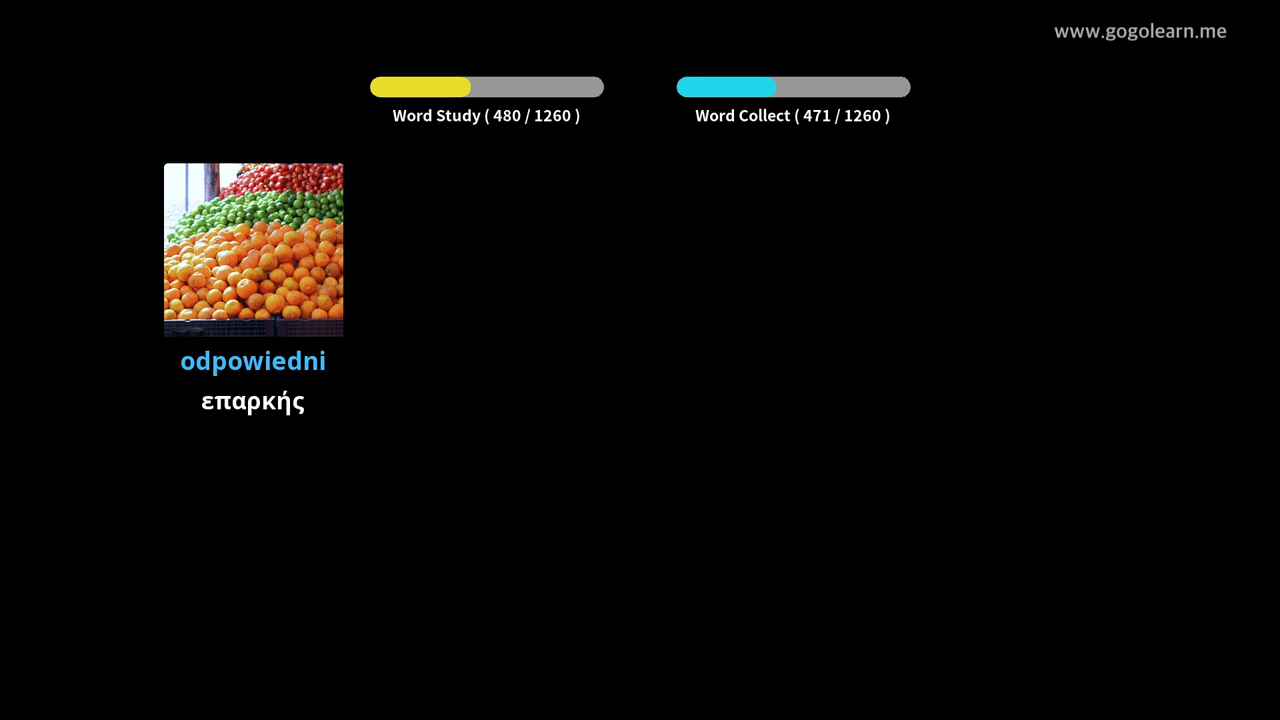 www.gogolearn.me
Word Study ( 480 / 1260 )
Word Collect ( 471 / 1260 )
odpowiedni
επαρκής